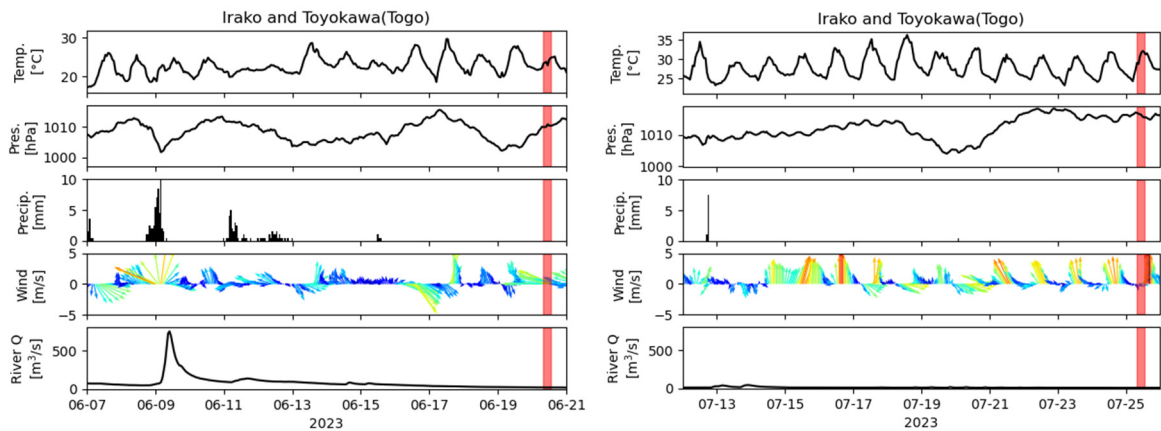 Irako and Toyokawa(Togo)
Temp.
[°C]
30
20
Pres.
[hPa]
1010
1000
Precip.
[mm]
10
5
0
Wind
[m/s]
5
0
−5
River Q
[m³/s]
500
0
06-07 06-09 06-11 06-13 06-15 06-17 06-19 06-21
2023
Irako and Toyokawa(Togo)
Temp.
[°C]
35
30
25
Pres.
[hPa]
1010
1000
Precip.
[mm]
10
5
0
Wind
[m/s]
5
0
−5
River Q
[m³/s]
500
0
07-13 07-15 07-17 07-19 07-21 07-23 07-25
2023